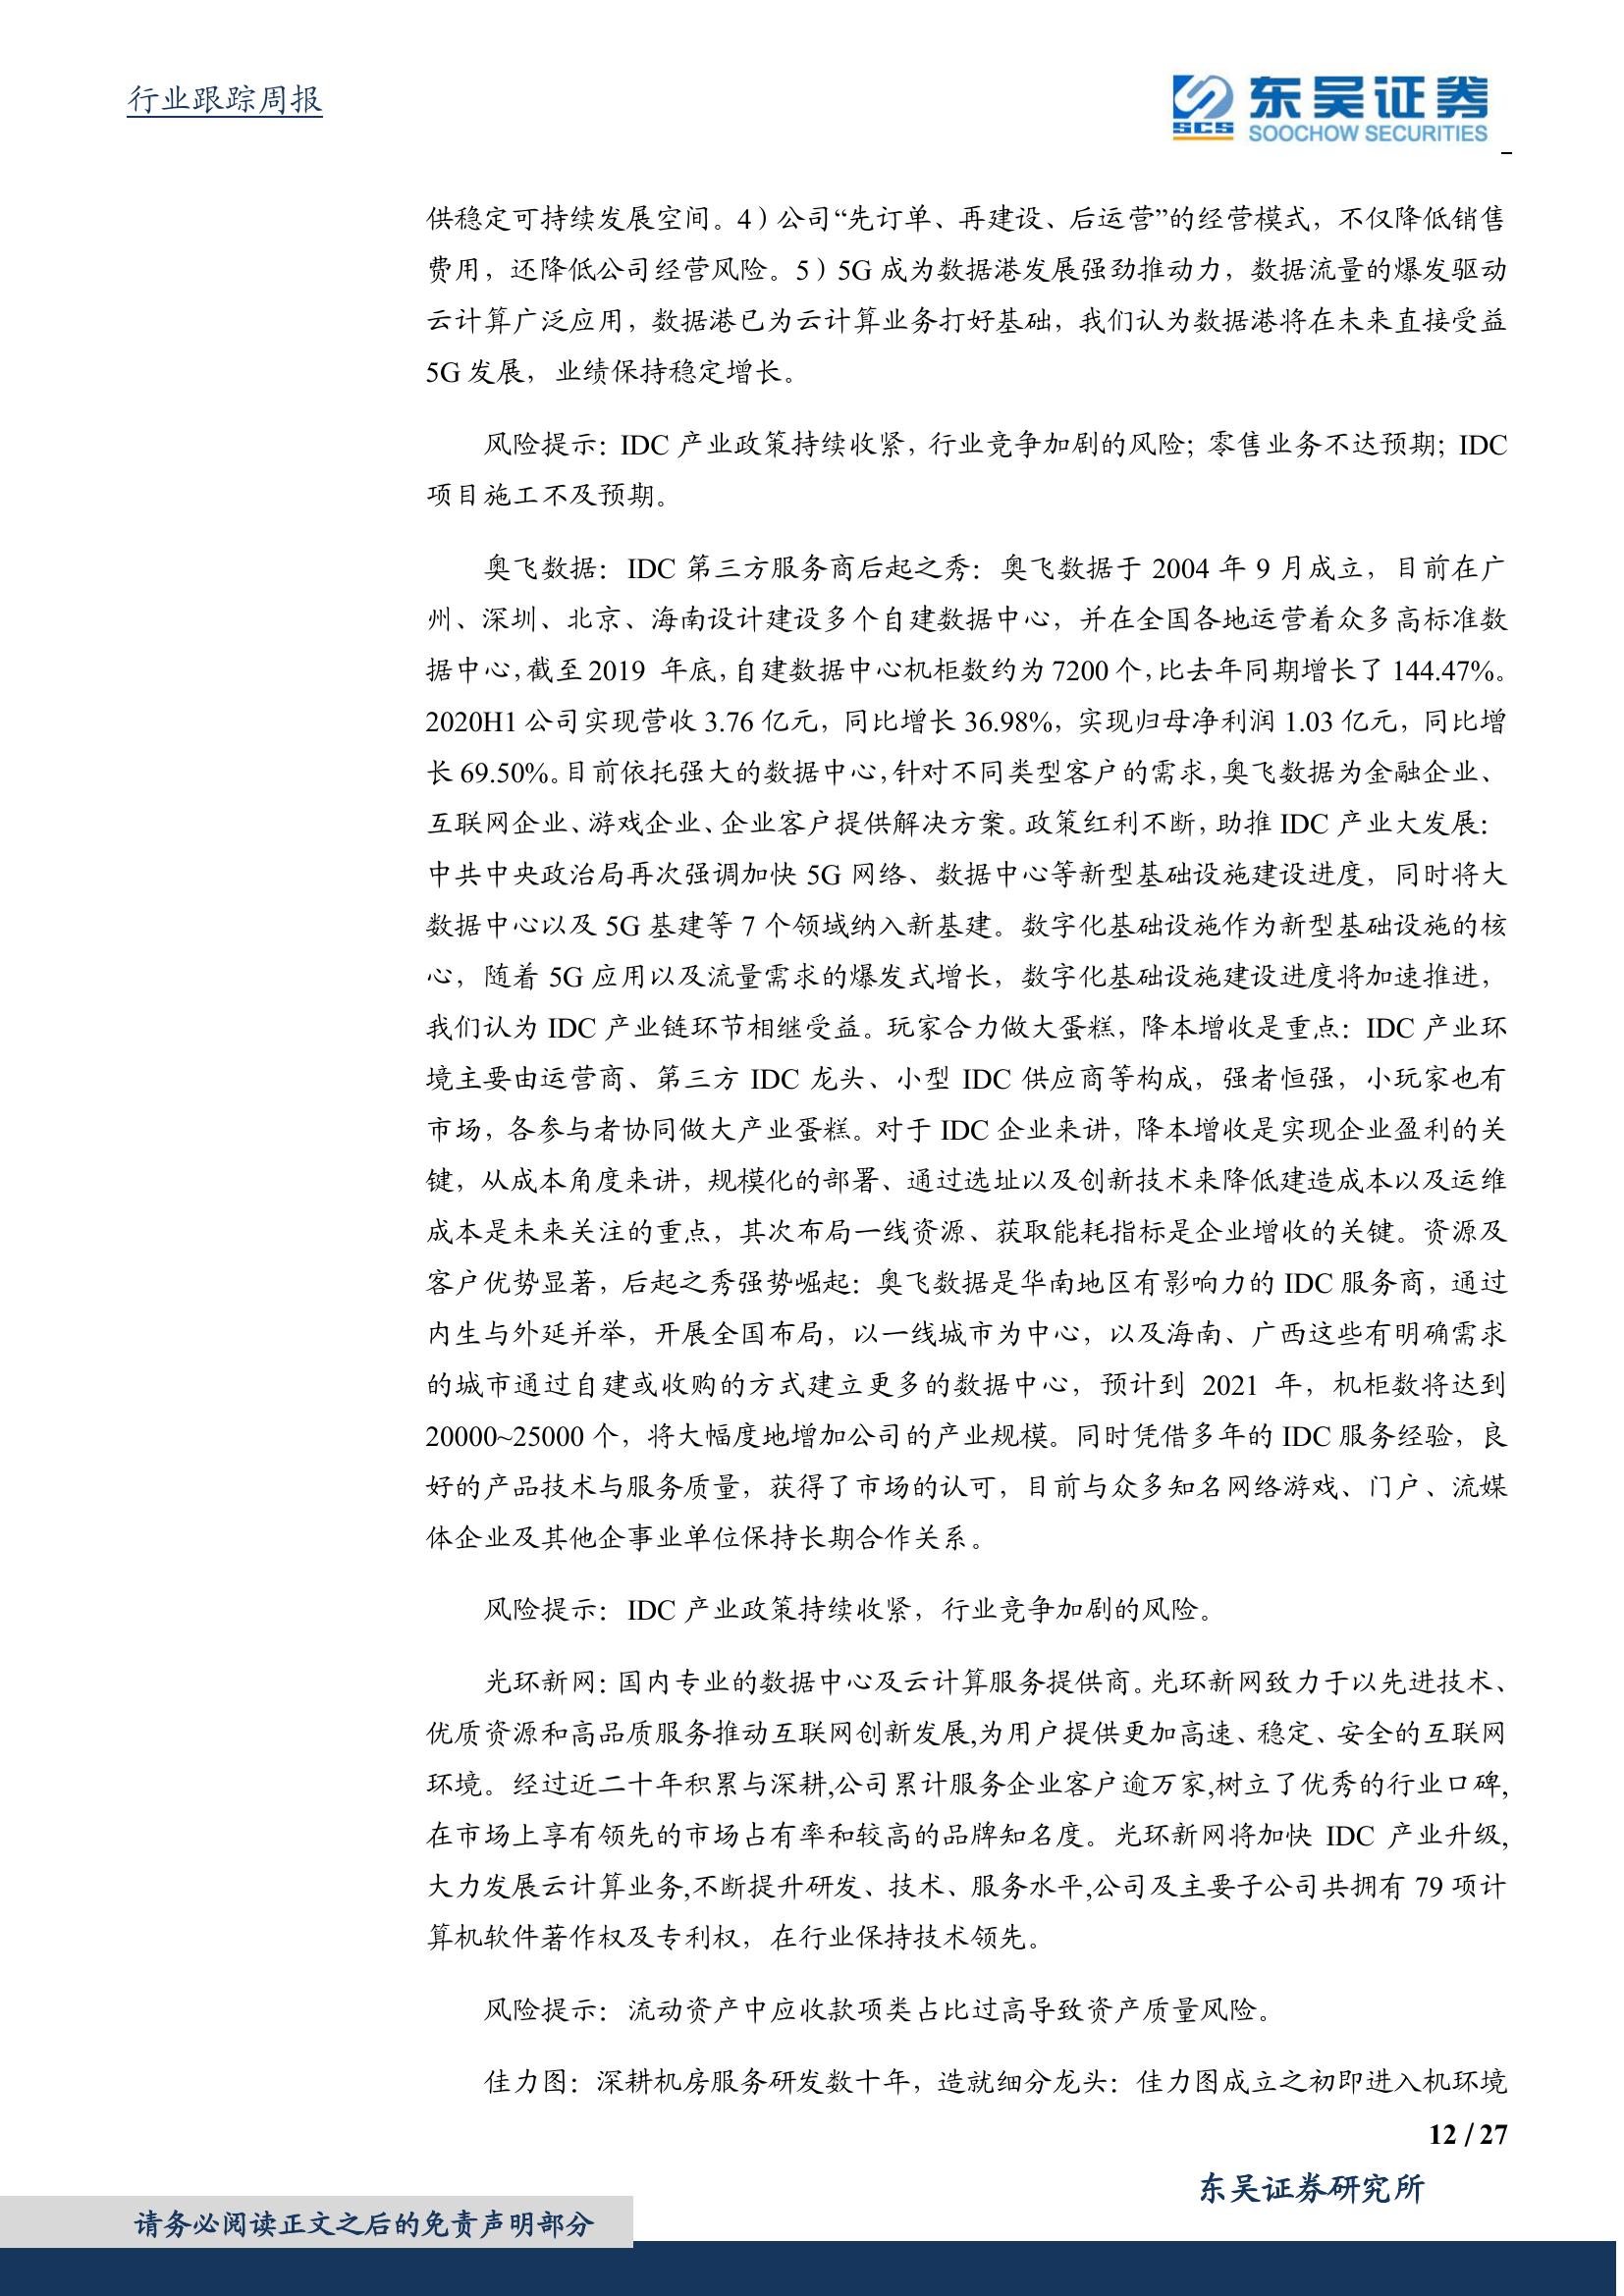 行业跟踪周报
SCS
东吴证券
SOOCHOW SECURITIES
供稳定可持续发展空间。4）公司“先订单、再建设、后运营”的经营模式，不仅降低销售
费用，还降低公司经营风险。5）5G 成为数据港发展强劲推动力，数据流量的爆发驱动
云计算广泛应用，数据港已为云计算业务打好基础，我们认为数据港将在未来直接受益
5G 发展，业绩保持稳定增长。
风险提示：IDC 产业政策持续收紧，行业竞争加剧的风险；零售业务不达预期；IDC
项目施工不及预期。
奥飞数据：IDC 第三方服务商后起之秀：奥飞数据于 2004 年 9 月成立，目前在广
州、深圳、北京、海南设计建设多个自建数据中心，并在全国各地运营着众多高标准数
据中心，截至 2019 年底，自建数据中心机柜数约为 7200 个，比去年同期增长了 144.47%。
2020H1 公司实现营收 3.76 亿元，同比增长 36.98%，实现归母净利润 1.03 亿元，同比增
长 69.50%。目前依托强大的数据中心，针对不同类型客户的需求，奥飞数据为金融企业、
互联网企业、游戏企业、企业客户提供解决方案。政策红利不断，助推 IDC 产业大发展：
中共中央政治局再次强调加快 5G 网络、数据中心等新型基础设施建设进度，同时将大
数据中心以及 5G 基建等 7 个领域纳入新基建。数字化基础设施作为新型基础设施的核
心，随着 5G 应用以及流量需求的爆发式增长，数字化基础设施建设进度将加速推进，
我们认为 IDC 产业链环节相继受益。玩家合力做大蛋糕，降本增收是重点：IDC 产业环
境主要由运营商、第三方 IDC 龙头、小型 IDC 供应商等构成，强者恒强，小玩家也有
市场，各参与者协同做大产业蛋糕。对于 IDC 企业来讲，降本增收是实现企业盈利的关
键，从成本角度来讲，规模化的部署、通过选址以及创新技术来降低建造成本以及运维
成本是未来关注的重点，其次布局一线资源、获取能耗指标是企业增收的关键。资源及
客户优势显著，后起之秀强势崛起：奥飞数据是华南地区有影响力的 IDC 服务商，通过
内生与外延并举，开展全国布局，以一线城市为中心，以及海南、广西这些有明确需求
的城市通过自建或收购的方式建立更多的数据中心，预计到 2021 年，机柜数将达到
20000~25000 个，将大幅度地增加公司的产业规模。同时凭借多年的 IDC 服务经验，良
好的产品技术与服务质量，获得了市场的认可，目前与众多知名网络游戏、门户、流媒
体企业及其他企事业单位保持长期合作关系。
风险提示：IDC 产业政策持续收紧，行业竞争加剧的风险。
光环新网：国内专业的数据中心及云计算服务提供商。光环新网致力于以先进技术、
优质资源和高品质服务推动互联网创新发展,为用户提供更加高速、稳定、安全的互联网
环境。经过近二十年积累与深耕,公司累计服务企业客户逾万家,树立了优秀的行业口碑,
在市场上享有领先的市场占有率和较高的品牌知名度。光环新网将加快 IDC 产业升级,
大力发展云计算业务,不断提升研发、技术、服务水平,公司及主要子公司共拥有 79 项计
算机软件著作权及专利权，在行业保持技术领先。
风险提示：流动资产中应收款项类占比过高导致资产质量风险。
佳力图：深耕机房服务研发数十年，造就细分龙头：佳力图成立之初即进入机环境
12 / 27
东吴证券研究所
请务必阅读正文之后的免责声明部分